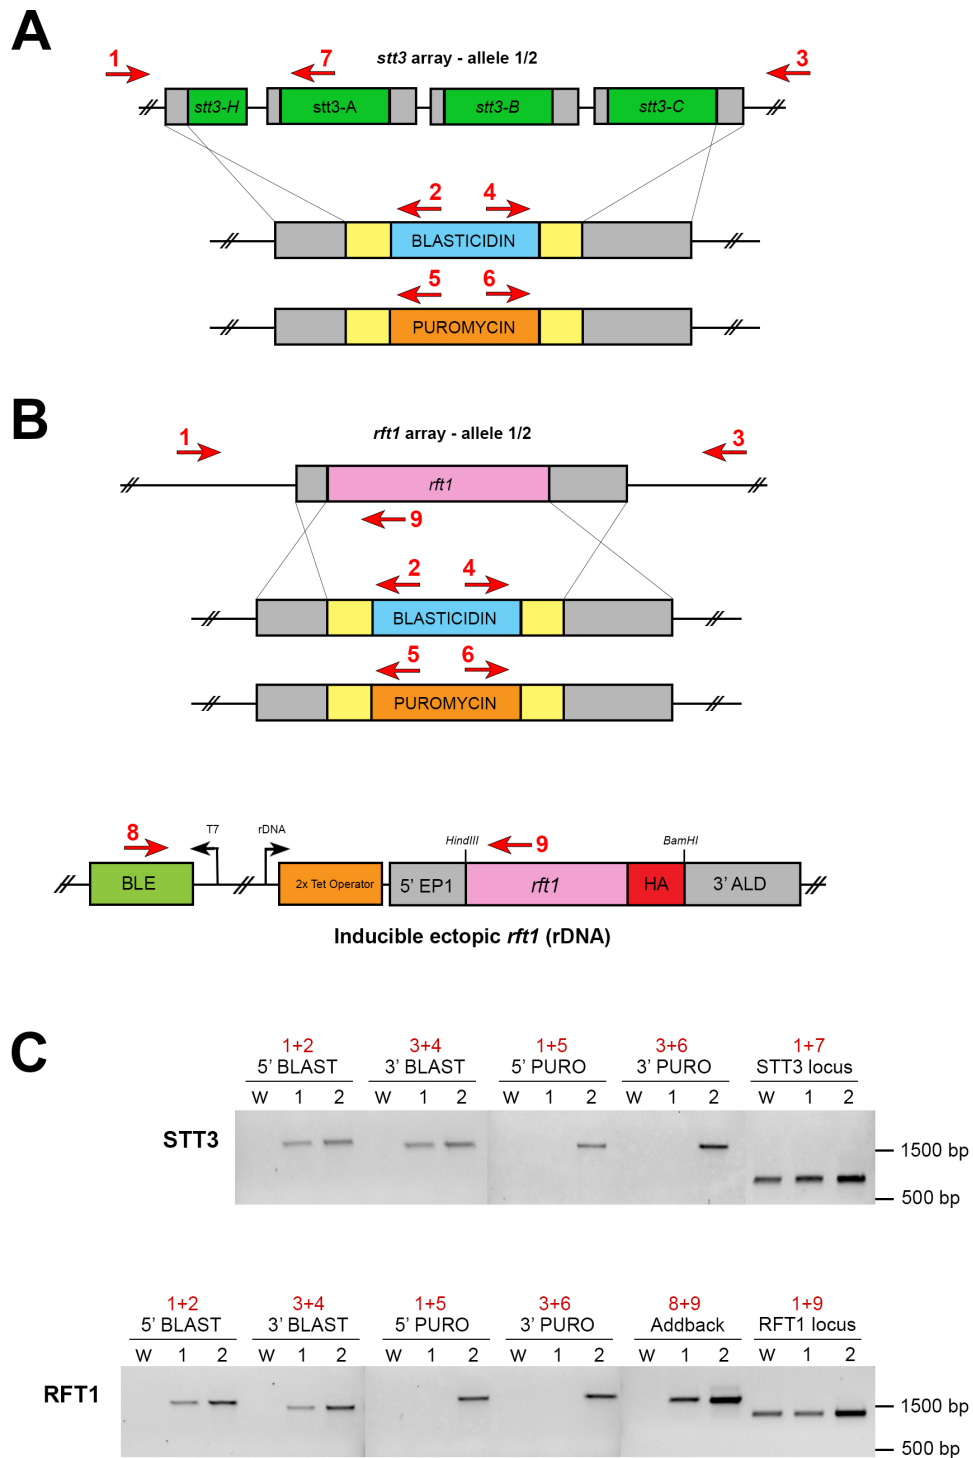 A
stt3 array - allele 1/2
1
7
3
stt3-H
stt3-A
stt3-B
stt3-C
2
4
BLASTICIDIN
5
6
PUROMYCIN
B
rft1 array - allele 1/2
1
3
rft1
9
2
4
BLASTICIDIN
5
6
PUROMYCIN
8
T7
rDNA
HindIII
9
BamHI
BLE
2x Tet Operator
5' EP1
rft1
HA
3' ALD
Inducible ectopic rft1 (rDNA)
C
1+2 3+4 1+5 3+6 1+7
5' BLAST 3' BLAST 5' PURO 3' PURO STT3 locus
W 1 2 W 1 2 W 1 2 W 1 2 W 1 2
STT3
1500 bp
500 bp
1+2 3+4 1+5 3+6 8+9 1+9
5' BLAST 3' BLAST 5' PURO 3' PURO Addback RFT1 locus
W 1 2 W 1 2 W 1 2 W 1 2 W 1 2 W 1 2
RFT1
1500 bp
500 bp